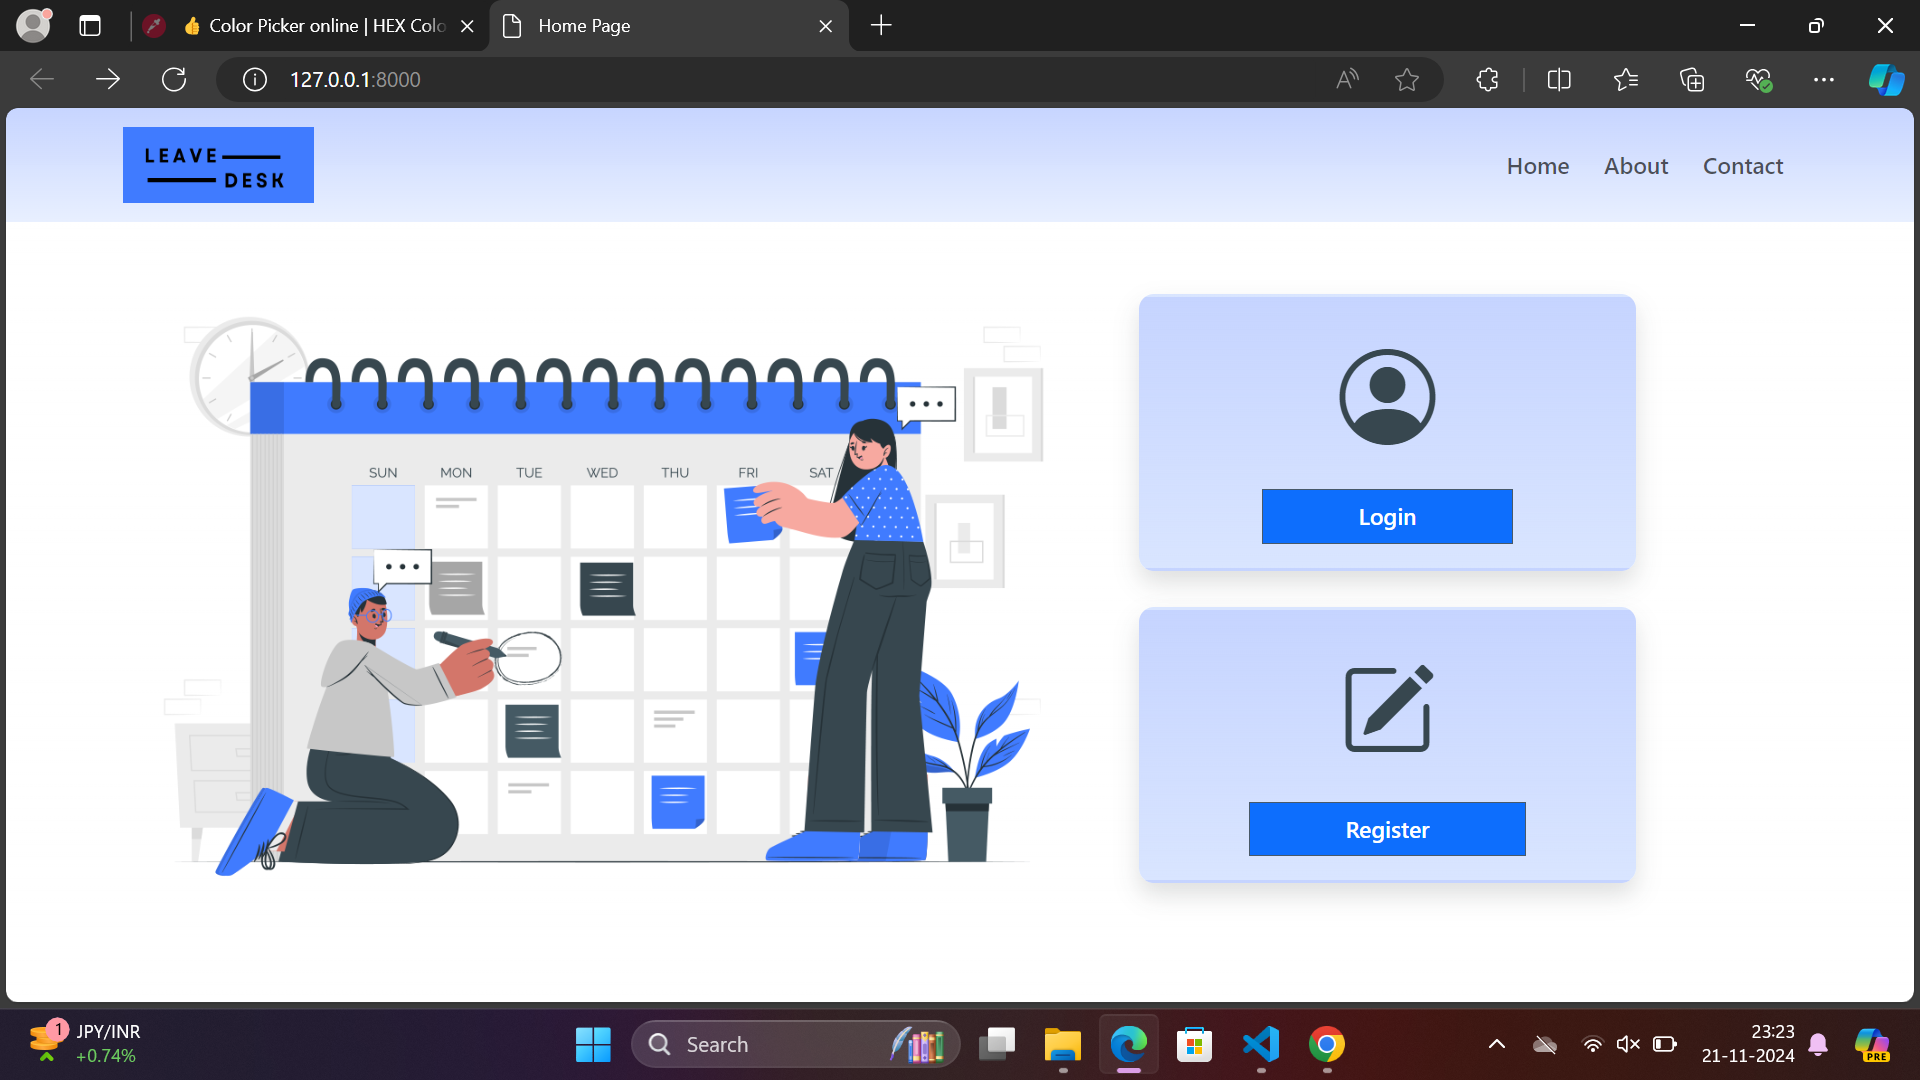 👍 Color Picker online | HEX Colo
Home Page
127.0.0.1:8000
LEAVE
DESK
Home About Contact
SUN MON TUE WED THU FRI SAT
Login
Register
1
JPY/INR
+0.74%
Search
PRE
23:23
21-11-2024